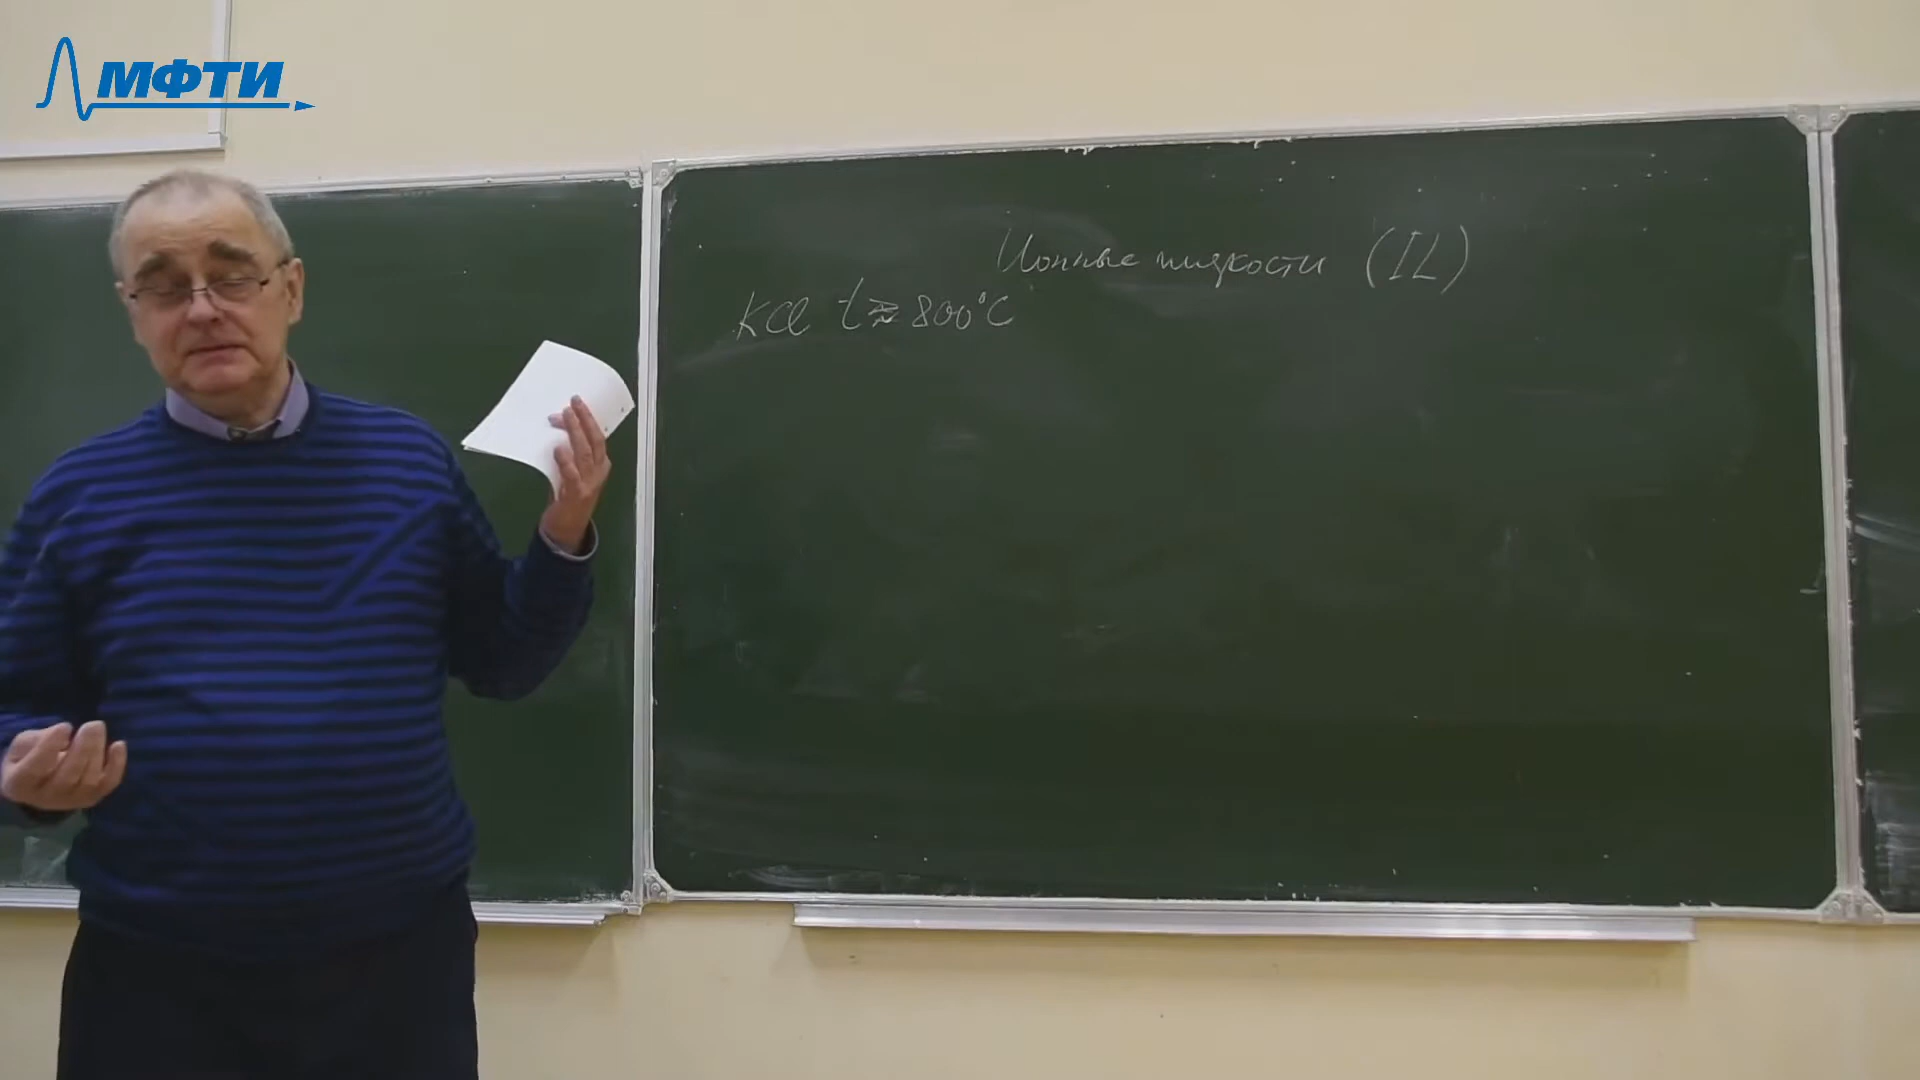 МФТИ
Ионные жидкости (IL)
KCl t ≈ 800°C